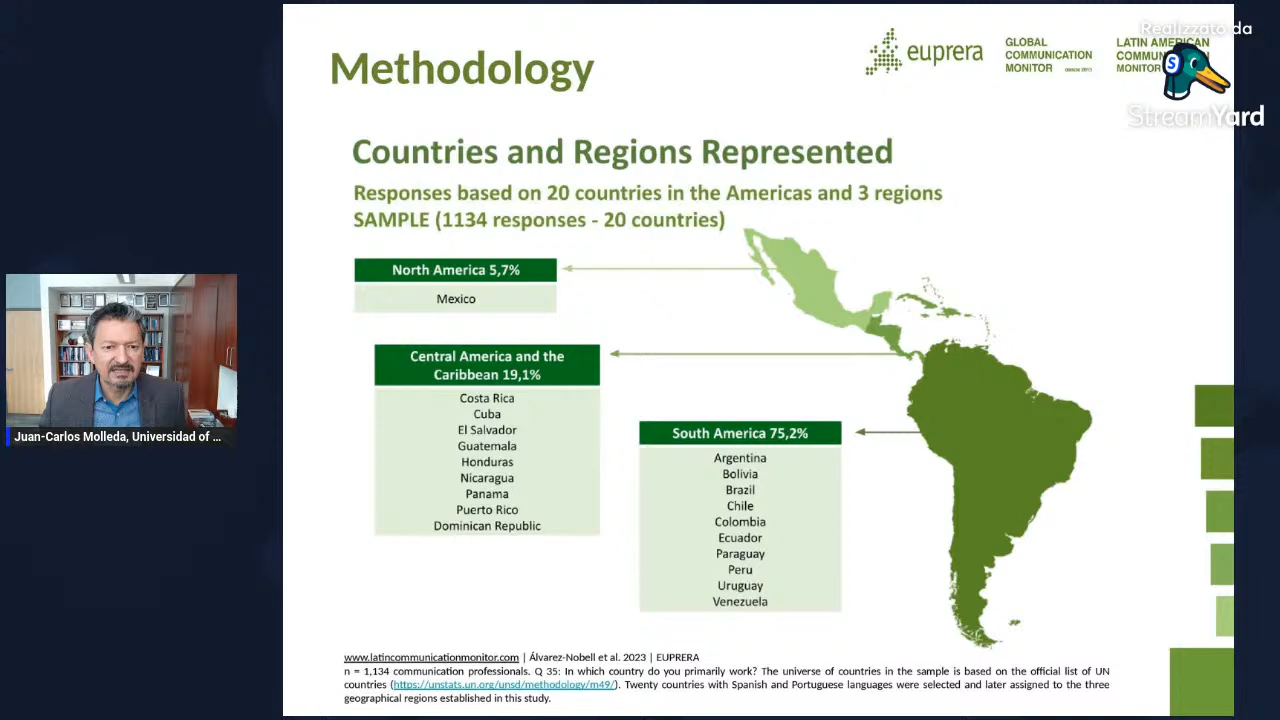 Methodology
euprera
GLOBAL
COMMUNICATION
MONITOR
LATIN AMERICAN
Realizzato da
StreamYard
Countries and Regions Represented
Responses based on 20 countries in the Americas and 3 regions
SAMPLE (1134 responses - 20 countries)
North America 5,7%
Mexico
Central America and the
Caribbean 19,1%
Costa Rica
Cuba
El Salvador
Guatemala
Honduras
Nicaragua
Panama
Puerto Rico
Dominican Republic
South America 75,2%
Argentina
Bolivia
Brazil
Chile
Colombia
Ecuador
Paraguay
Peru
Uruguay
Venezuela
Juan-Carlos Molleda, Universidad of ...
www.latincommunicationmonitor.com | Álvarez-Nobell et al. 2023 | EUPRERA
n = 1,134 communication professionals. Q 35: In which country do you primarily work? The universe of countries in the sample is based on the official list of UN
countries (https://unstats.un.org/unsd/methodology/m49/). Twenty countries with Spanish and Portuguese languages were selected and later assigned to the three
geographical regions established in this study.